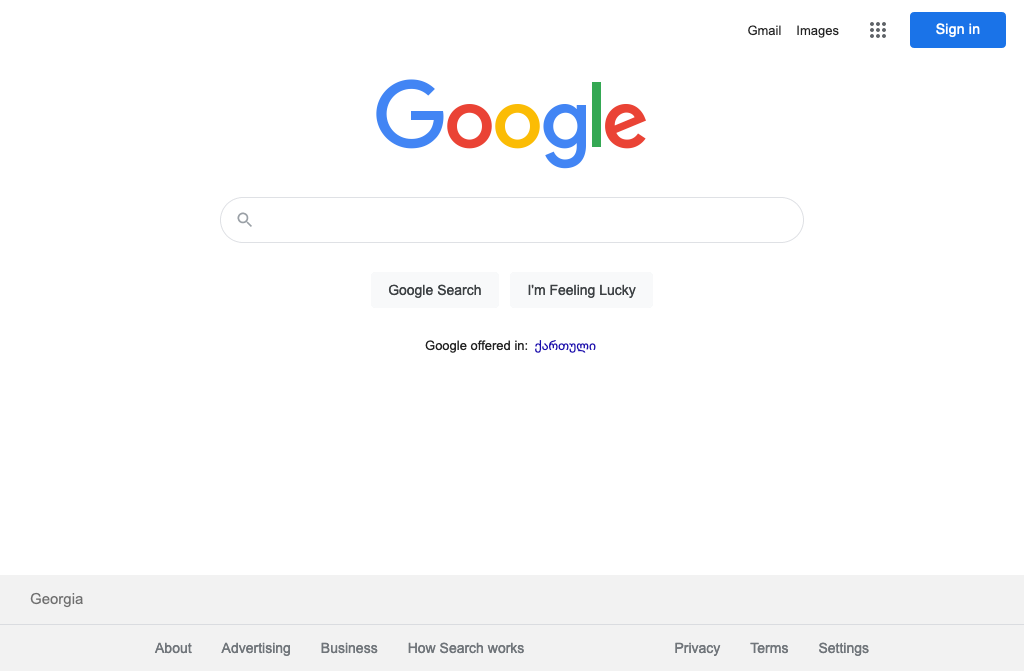 Gmail Images Sign in
Google
Google Search I'm Feeling Lucky
Google offered in: ქართული
Georgia
About Advertising Business How Search works Privacy Terms Settings